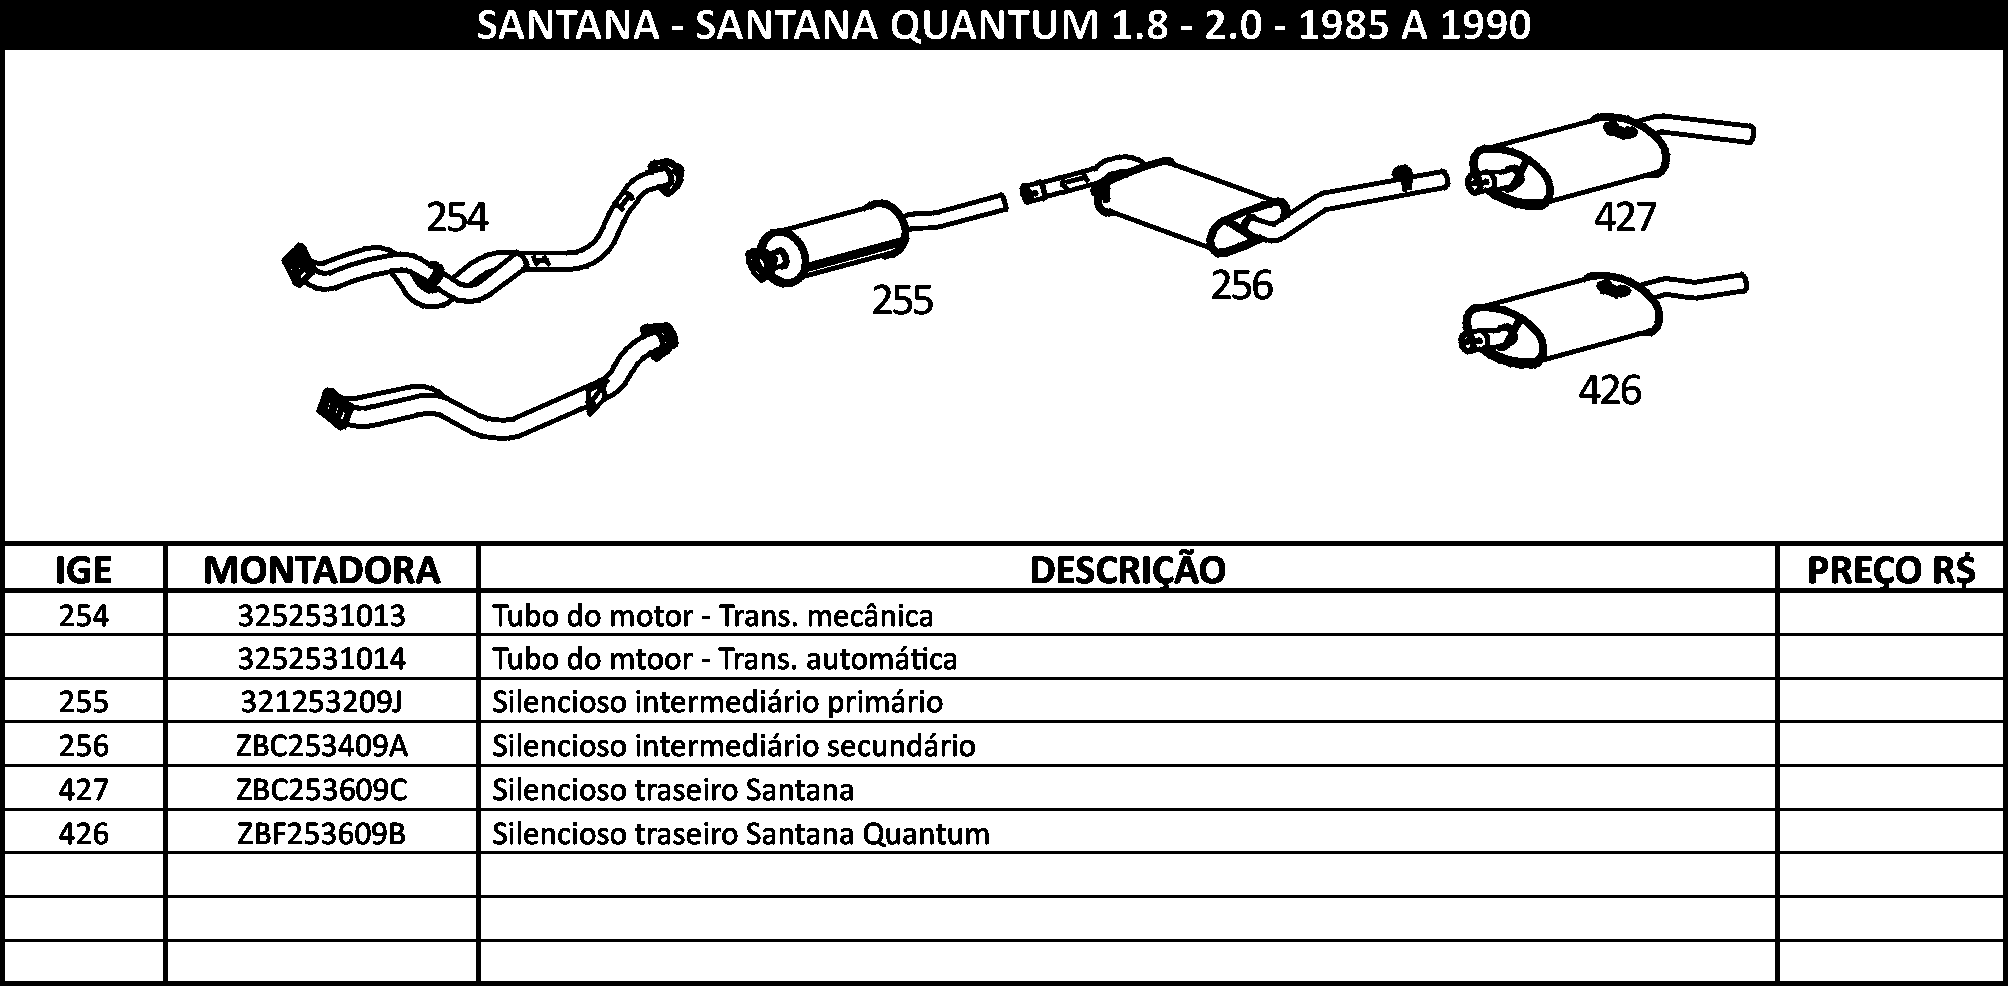 SANTANA - SANTANA QUANTUM 1.8 - 2.0 - 1985 A 1990
254
255
256
427
426
IGE MONTADORA DESCRIÇÃO PREÇO R$
254 3252531013 Tubo do motor - Trans. mecânica
3252531014 Tubo do mtoor - Trans. automática
255 321253209J Silencioso intermediário primário
256 ZBC253409A Silencioso intermediário secundário
427 ZBC253609C Silencioso traseiro Santana
426 ZBF253609B Silencioso traseiro Santana Quantum